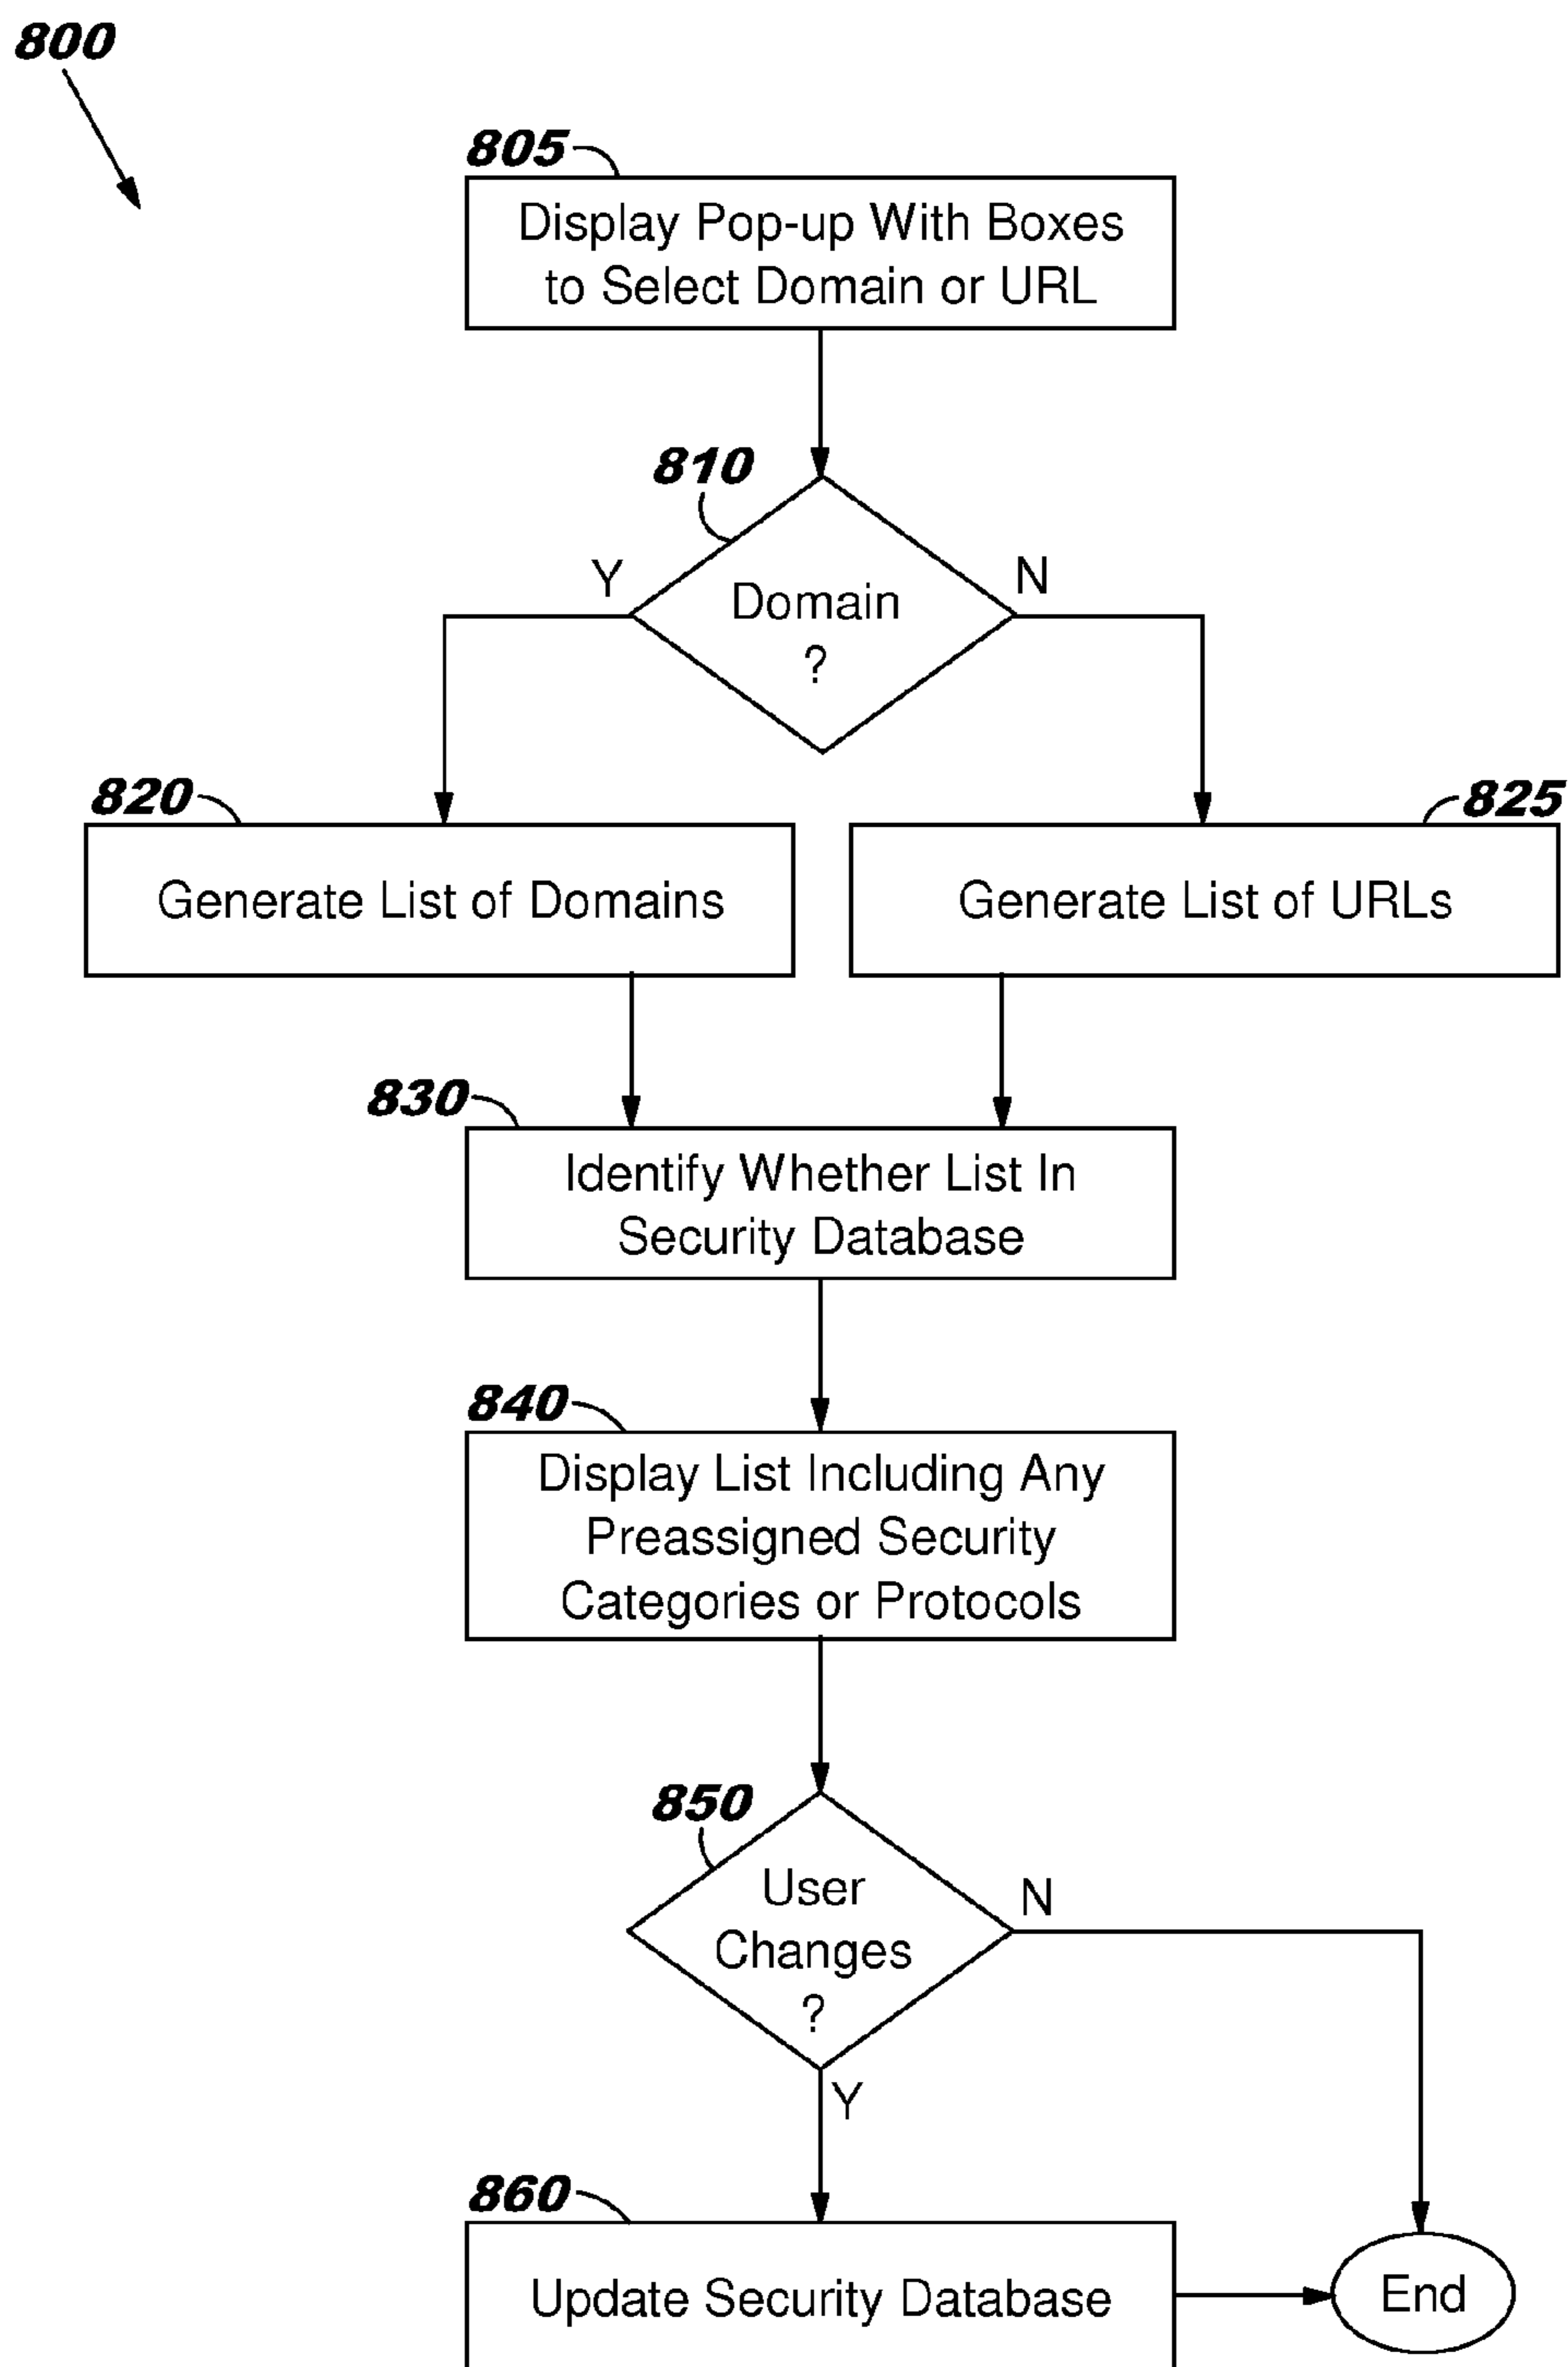 800
805
Display Pop-up With Boxes
to Select Domain or URL
810
Y
N
Domain
?
820
825
Generate List of Domains
Generate List of URLs
830
Identify Whether List In
Security Database
840
Display List Including Any
Preassigned Security
Categories or Protocols
850
User
Changes
?
N
Y
860
Update Security Database
End